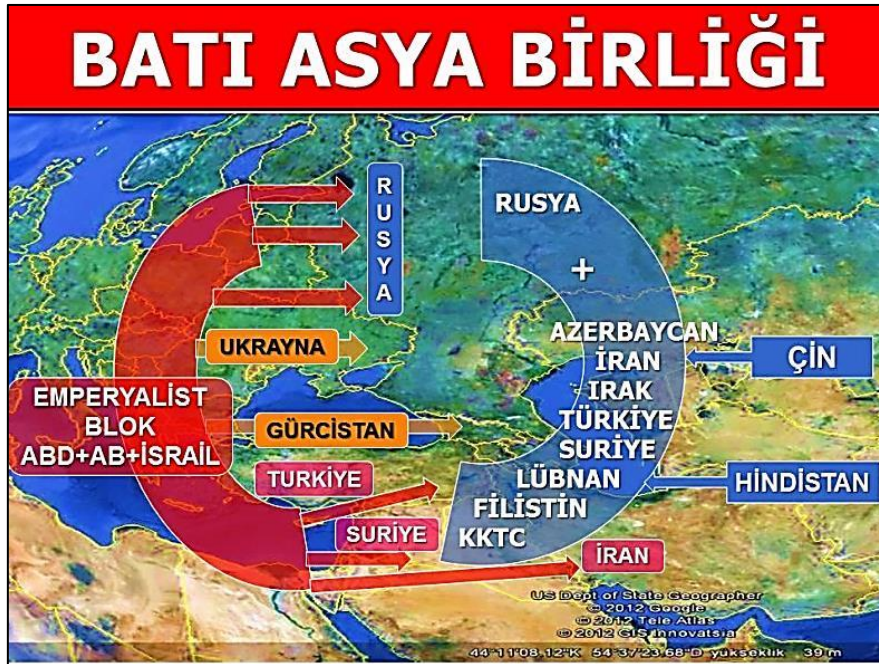 BATI ASYA BİRLİĞİ
R
U
S
Y
A
RUSYA
+
AZERBAYCAN
İRAN
IRAK
TÜRKİYE
SURİYE
LÜBNAN
FİLİSTİN
KKTC
UKRAYNA
ÇİN
EMPERYALİST
BLOK
ABD+AB+İSRAİL
GÜRCİSTAN
TURKİYE
HİNDİSTAN
SURİYE
İRAN
US Dept of State Geographer
© 2012 Google
© 2012 Tele Atlas
© 2012 GIS Innovatsia
44°11'08.12"K 54°37'23.68"D yükseklik 39 m